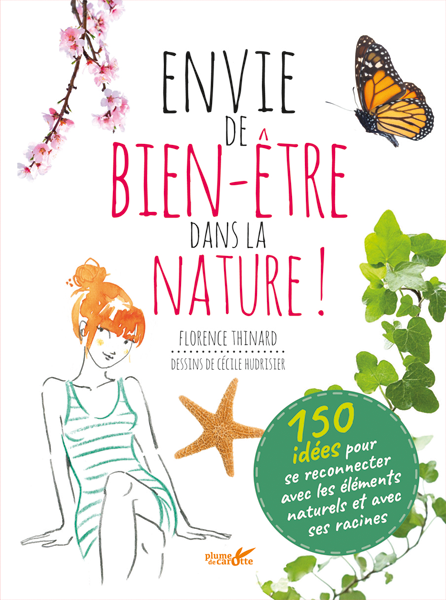 ENVIE
DE
BIEN-ÊTRE
DANS LA
NATURE !
FLORENCE THINARD
DESSINS DE CÉCILE HUDRISIER
150
idées pour
se reconnecter
avec les éléments
naturels et avec
ses racines
plume
de carotte